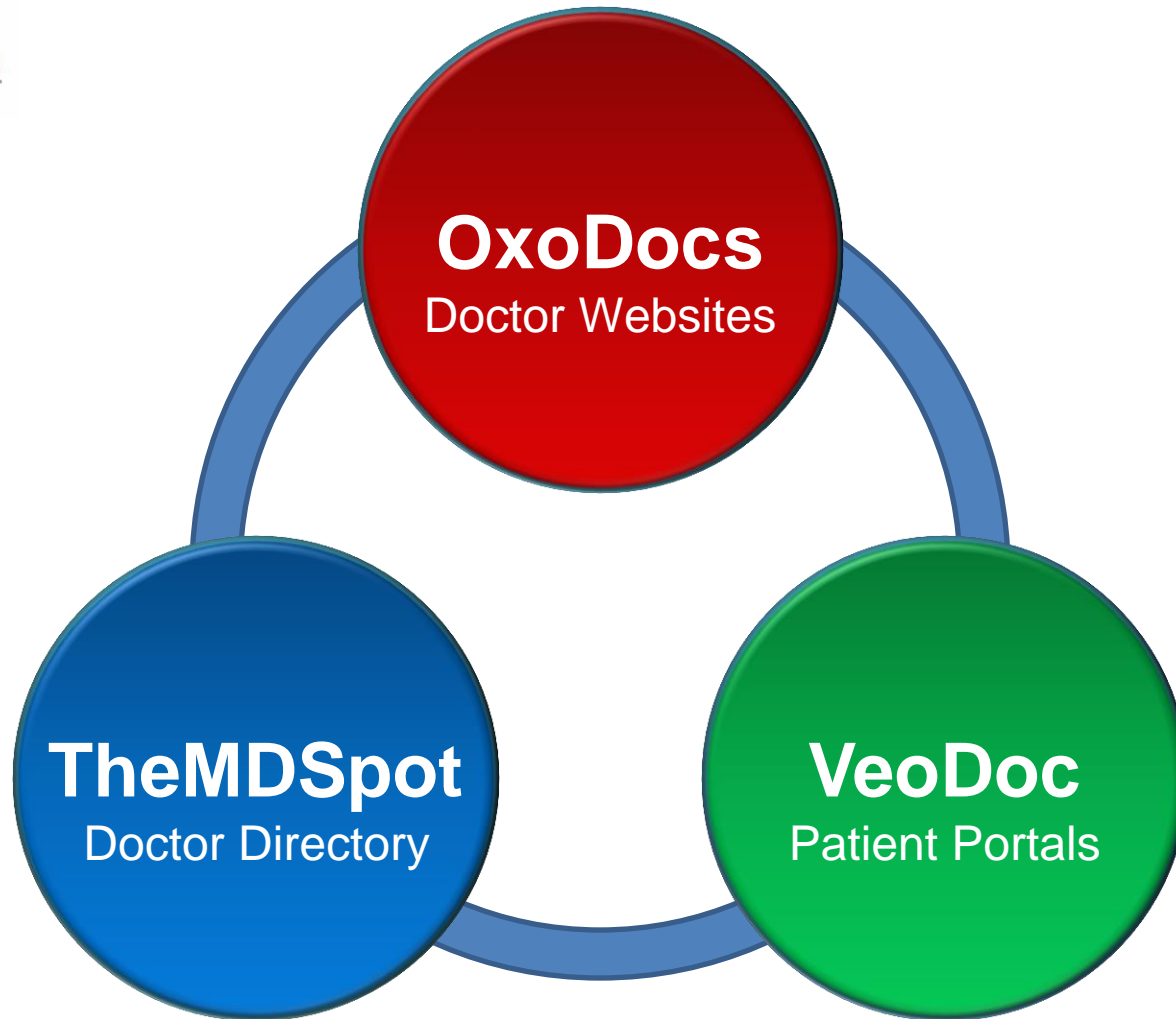 OxoDocs
Doctor Websites
TheMDSpot
Doctor Directory
VeoDoc
Patient Portals